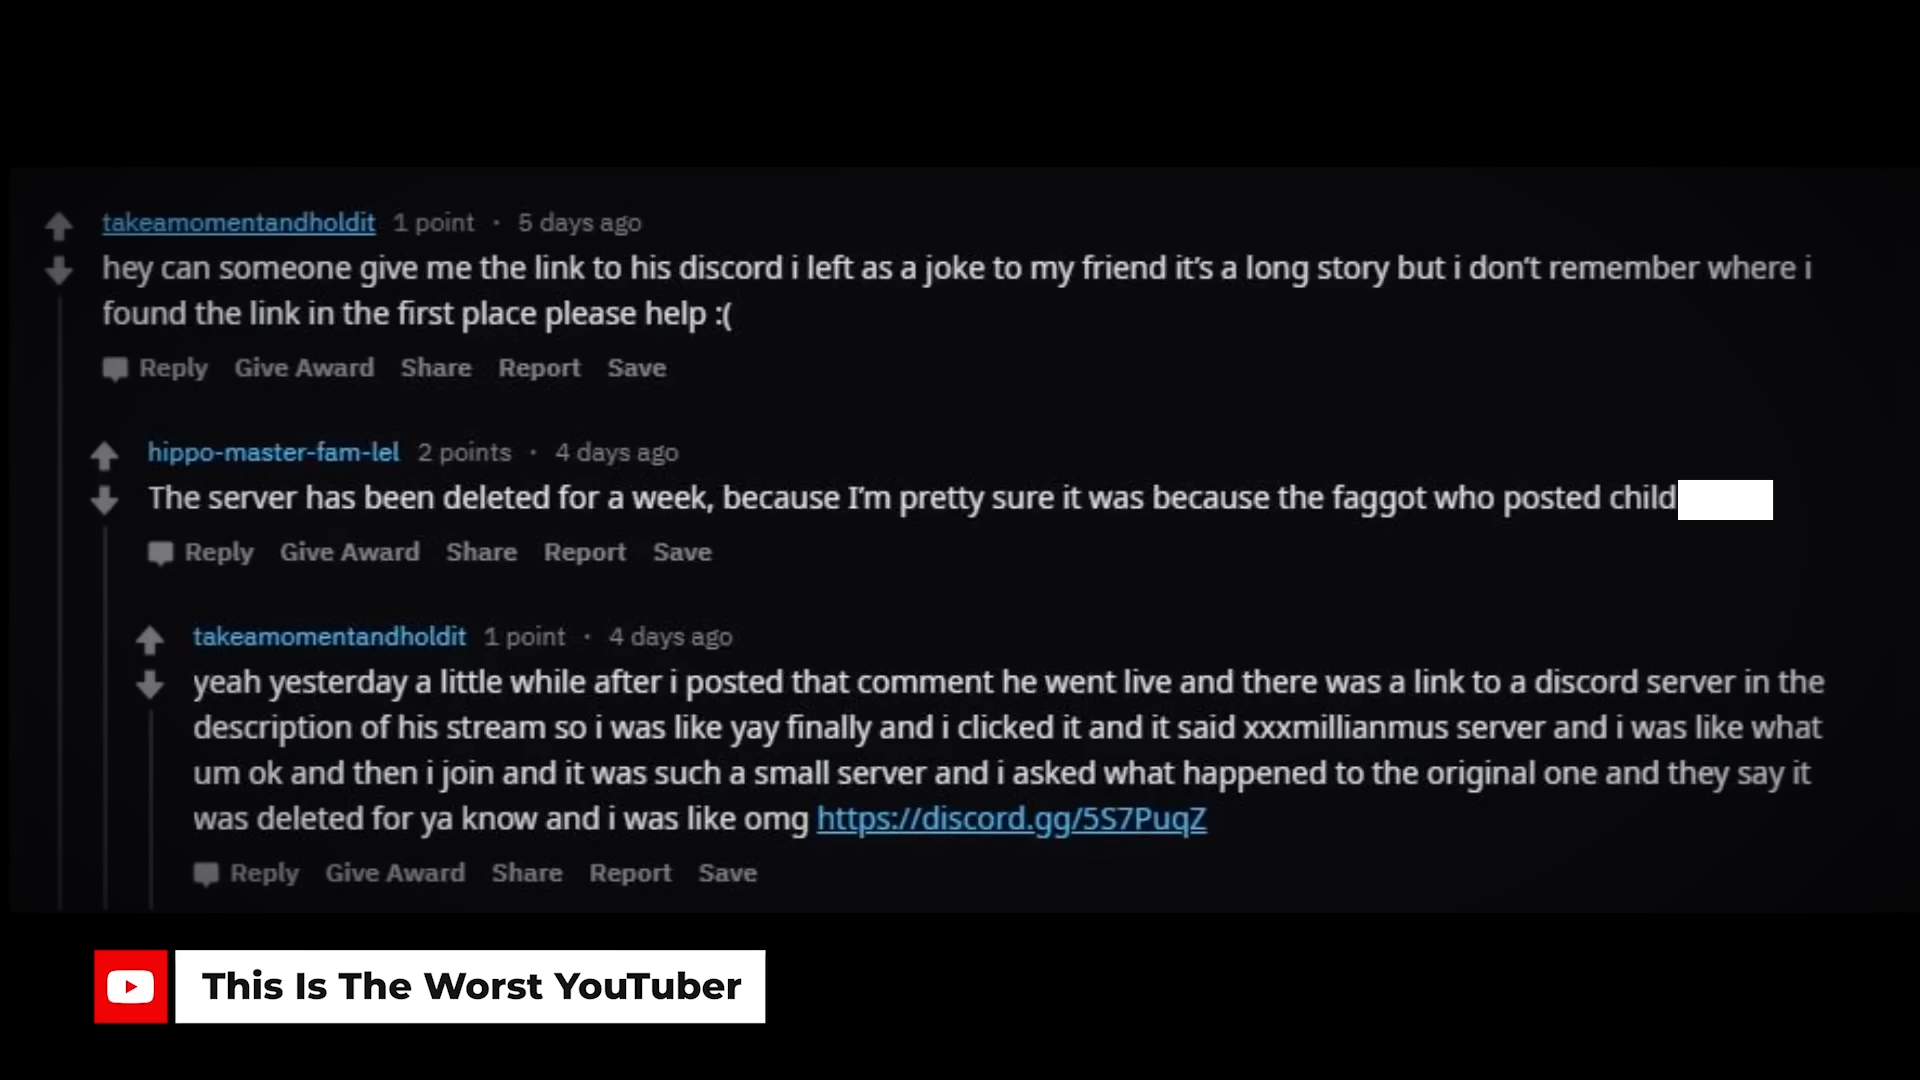 takeamomentandholdit 1 point · 5 days ago
hey can someone give me the link to his discord i left as a joke to my friend it's a long story but i don't remember where i
found the link in the first place please help :(
Reply Give Award Share Report Save
hippo-master-fam-lel 2 points · 4 days ago
The server has been deleted for a week, because I'm pretty sure it was because the faggot who posted child
Reply Give Award Share Report Save
takeamomentandholdit 1 point · 4 days ago
yeah yesterday a little while after i posted that comment he went live and there was a link to a discord server in the
description of his stream so i was like yay finally and i clicked it and it said xxxmillianmus server and i was like what
um ok and then i join and it was such a small server and i asked what happened to the original one and they say it
was deleted for ya know and i was like omg https://discord.gg/5S7PuqZ
Reply Give Award Share Report Save
This Is The Worst YouTuber